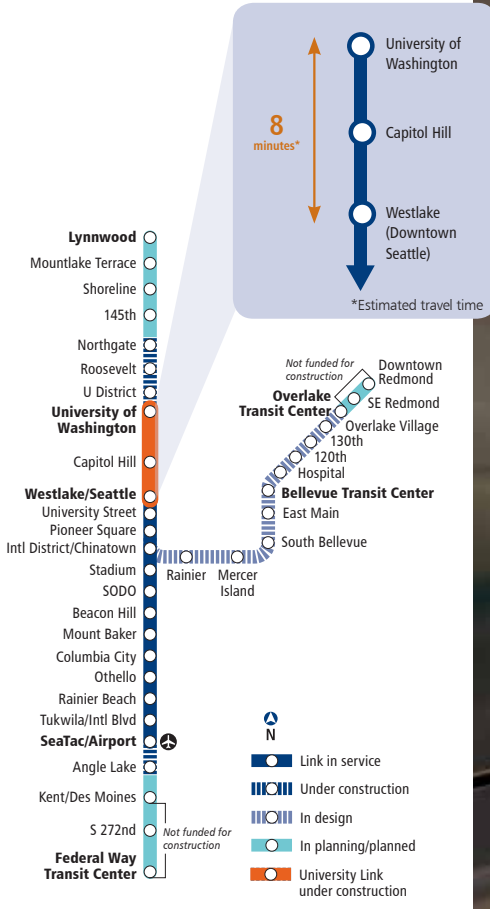 University of
Washington
8
minutes*
Capitol Hill
Westlake
(Downtown
Seattle)
*Estimated travel time
Lynnwood
Mountlake Terrace
Shoreline
145th
Northgate
Roosevelt
U District
University of
Washington
Capitol Hill
Westlake/Seattle
University Street
Pioneer Square
Intl District/Chinatown
Stadium
SODO
Beacon Hill
Mount Baker
Columbia City
Othello
Rainier Beach
Tukwila/Intl Blvd
SeaTac/Airport
Angle Lake
Kent/Des Moines
S 272nd
Federal Way
Transit Center
Not funded for
construction
Not funded for
construction
Downtown
Redmond
SE Redmond
Overlake
Transit Center
Overlake Village
130th
120th
Hospital
Bellevue Transit Center
East Main
South Bellevue
Mercer
Island
Rainier
N
Link in service
Under construction
In design
In planning/planned
University Link
under construction